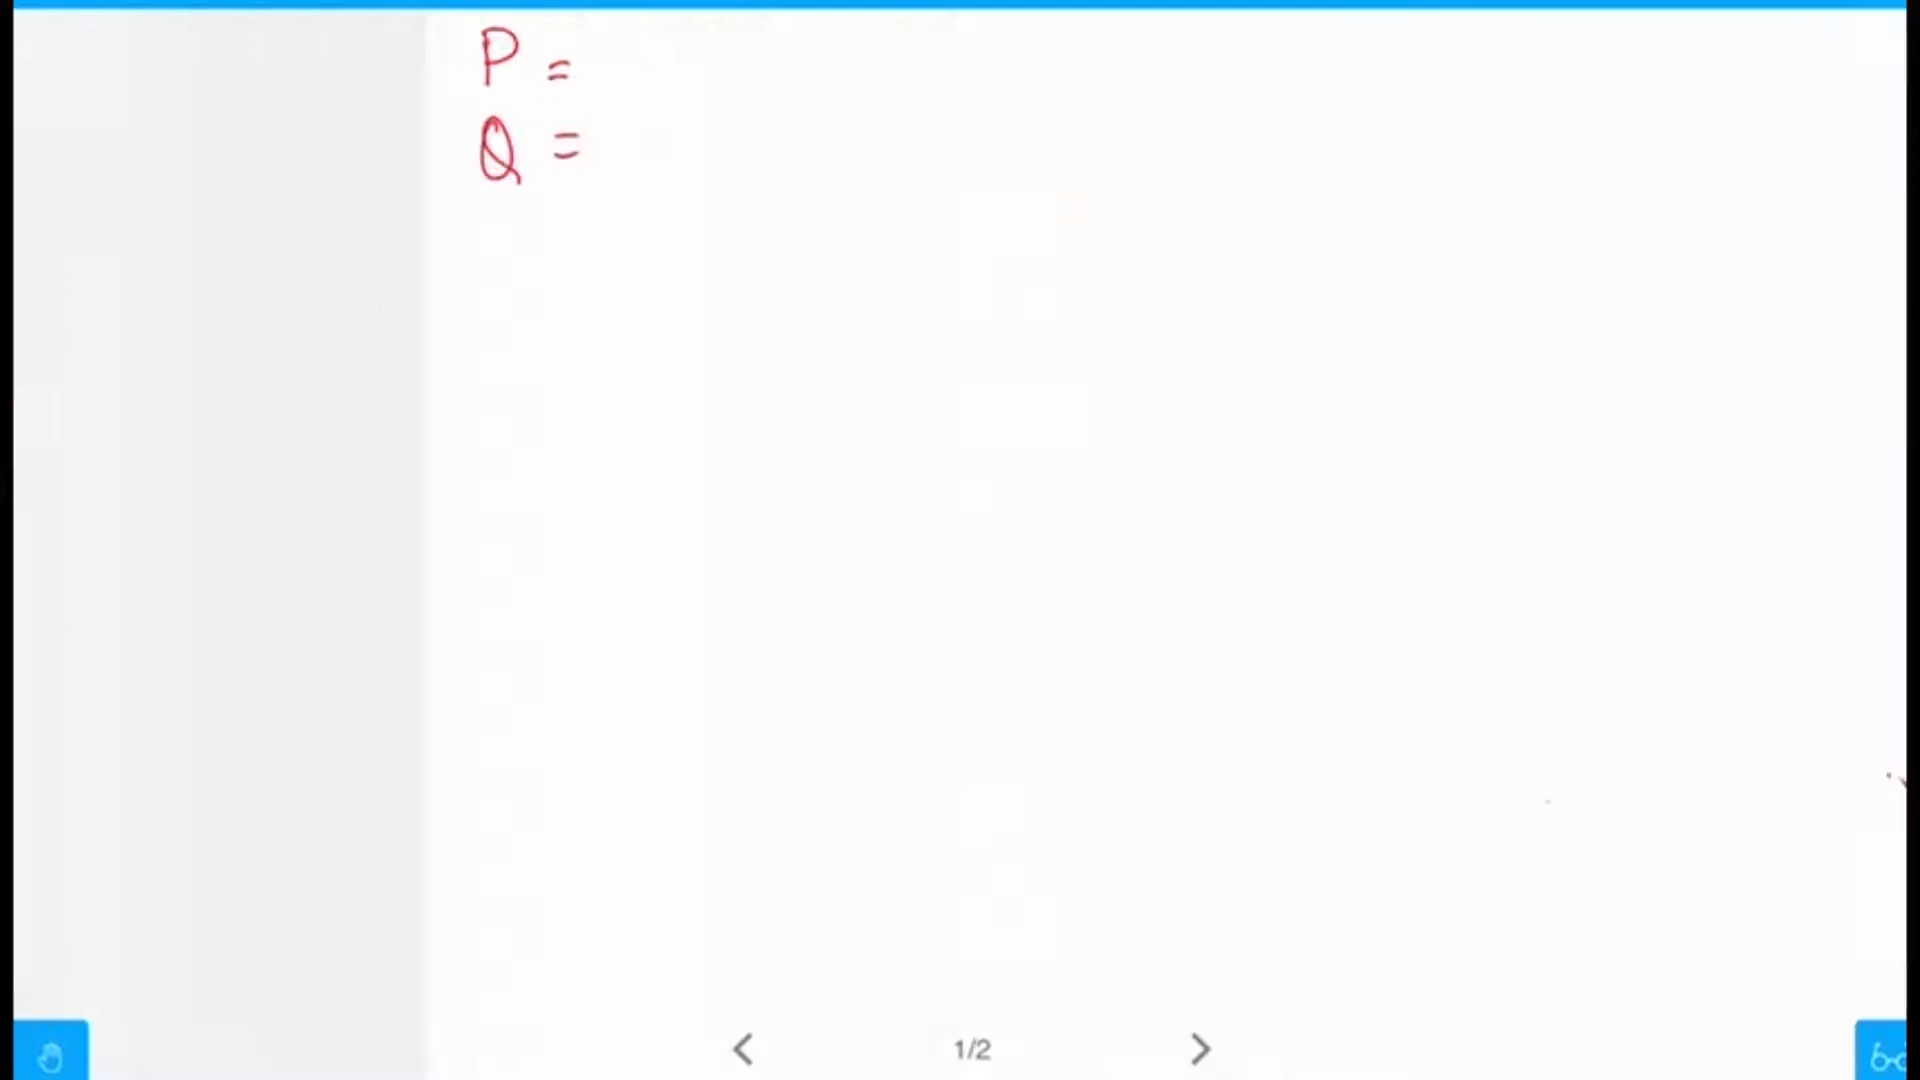 P =
Q =
1/2